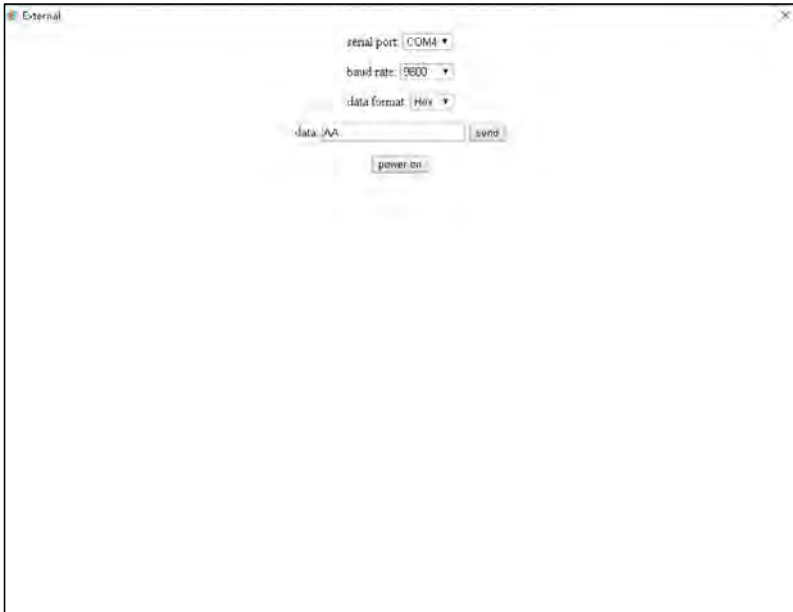 External
serial port: COM4
baud rate: 9600
data format: Hex
data: AA send
power on